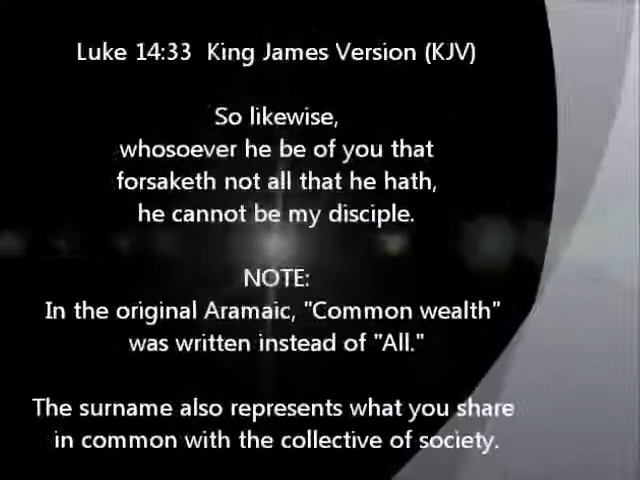 Luke 14:33 King James Version (KJV)
So likewise,
whosoever he be of you that
forsaketh not all that he hath,
he cannot be my disciple.
NOTE:
In the original Aramaic, "Common wealth"
was written instead of "All."
The surname also represents what you share
in common with the collective of society.